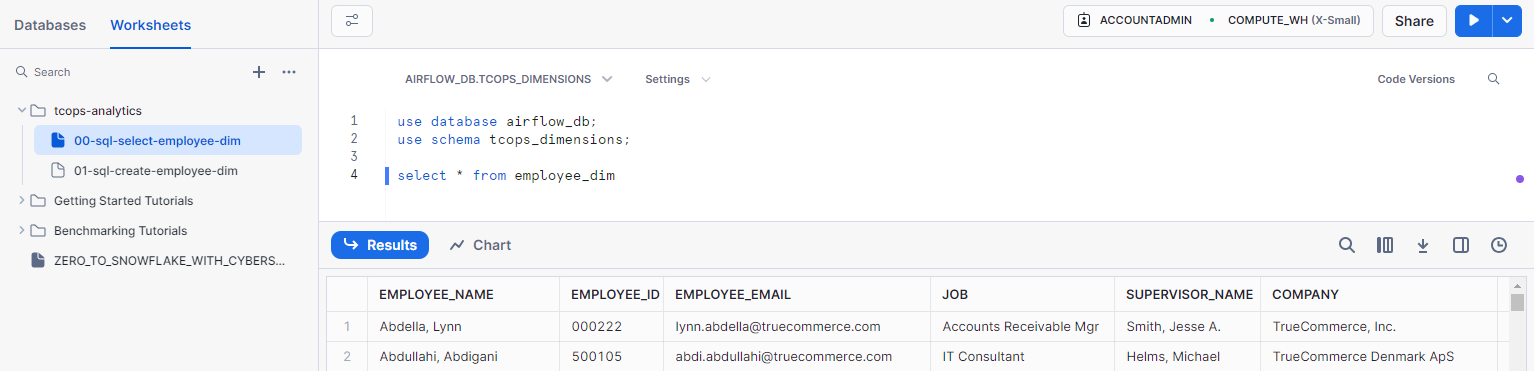 Databases Worksheets
ACCOUNTADMIN • COMPUTE_WH (X-Small) Share
Search
AIRFLOW_DB.TCOPS_DIMENSIONS Settings Code Versions
tcops-analytics
00-sql-select-employee-dim
01-sql-create-employee-dim
Getting Started Tutorials
Benchmarking Tutorials
ZERO_TO_SNOWFLAKE_WITH_CYBERS...
1 use database airflow_db;
2 use schema tcops_dimensions;
3
4 select * from employee_dim
Results Chart
EMPLOYEE_NAME EMPLOYEE_ID EMPLOYEE_EMAIL JOB SUPERVISOR_NAME COMPANY
1 Abdella, Lynn 000222 lynn.abdella@truecommerce.com Accounts Receivable Mgr Smith, Jesse A. TrueCommerce, Inc.
2 Abdullahi, Abdigani 500105 abdi.abdullahi@truecommerce.com IT Consultant Helms, Michael TrueCommerce Denmark ApS